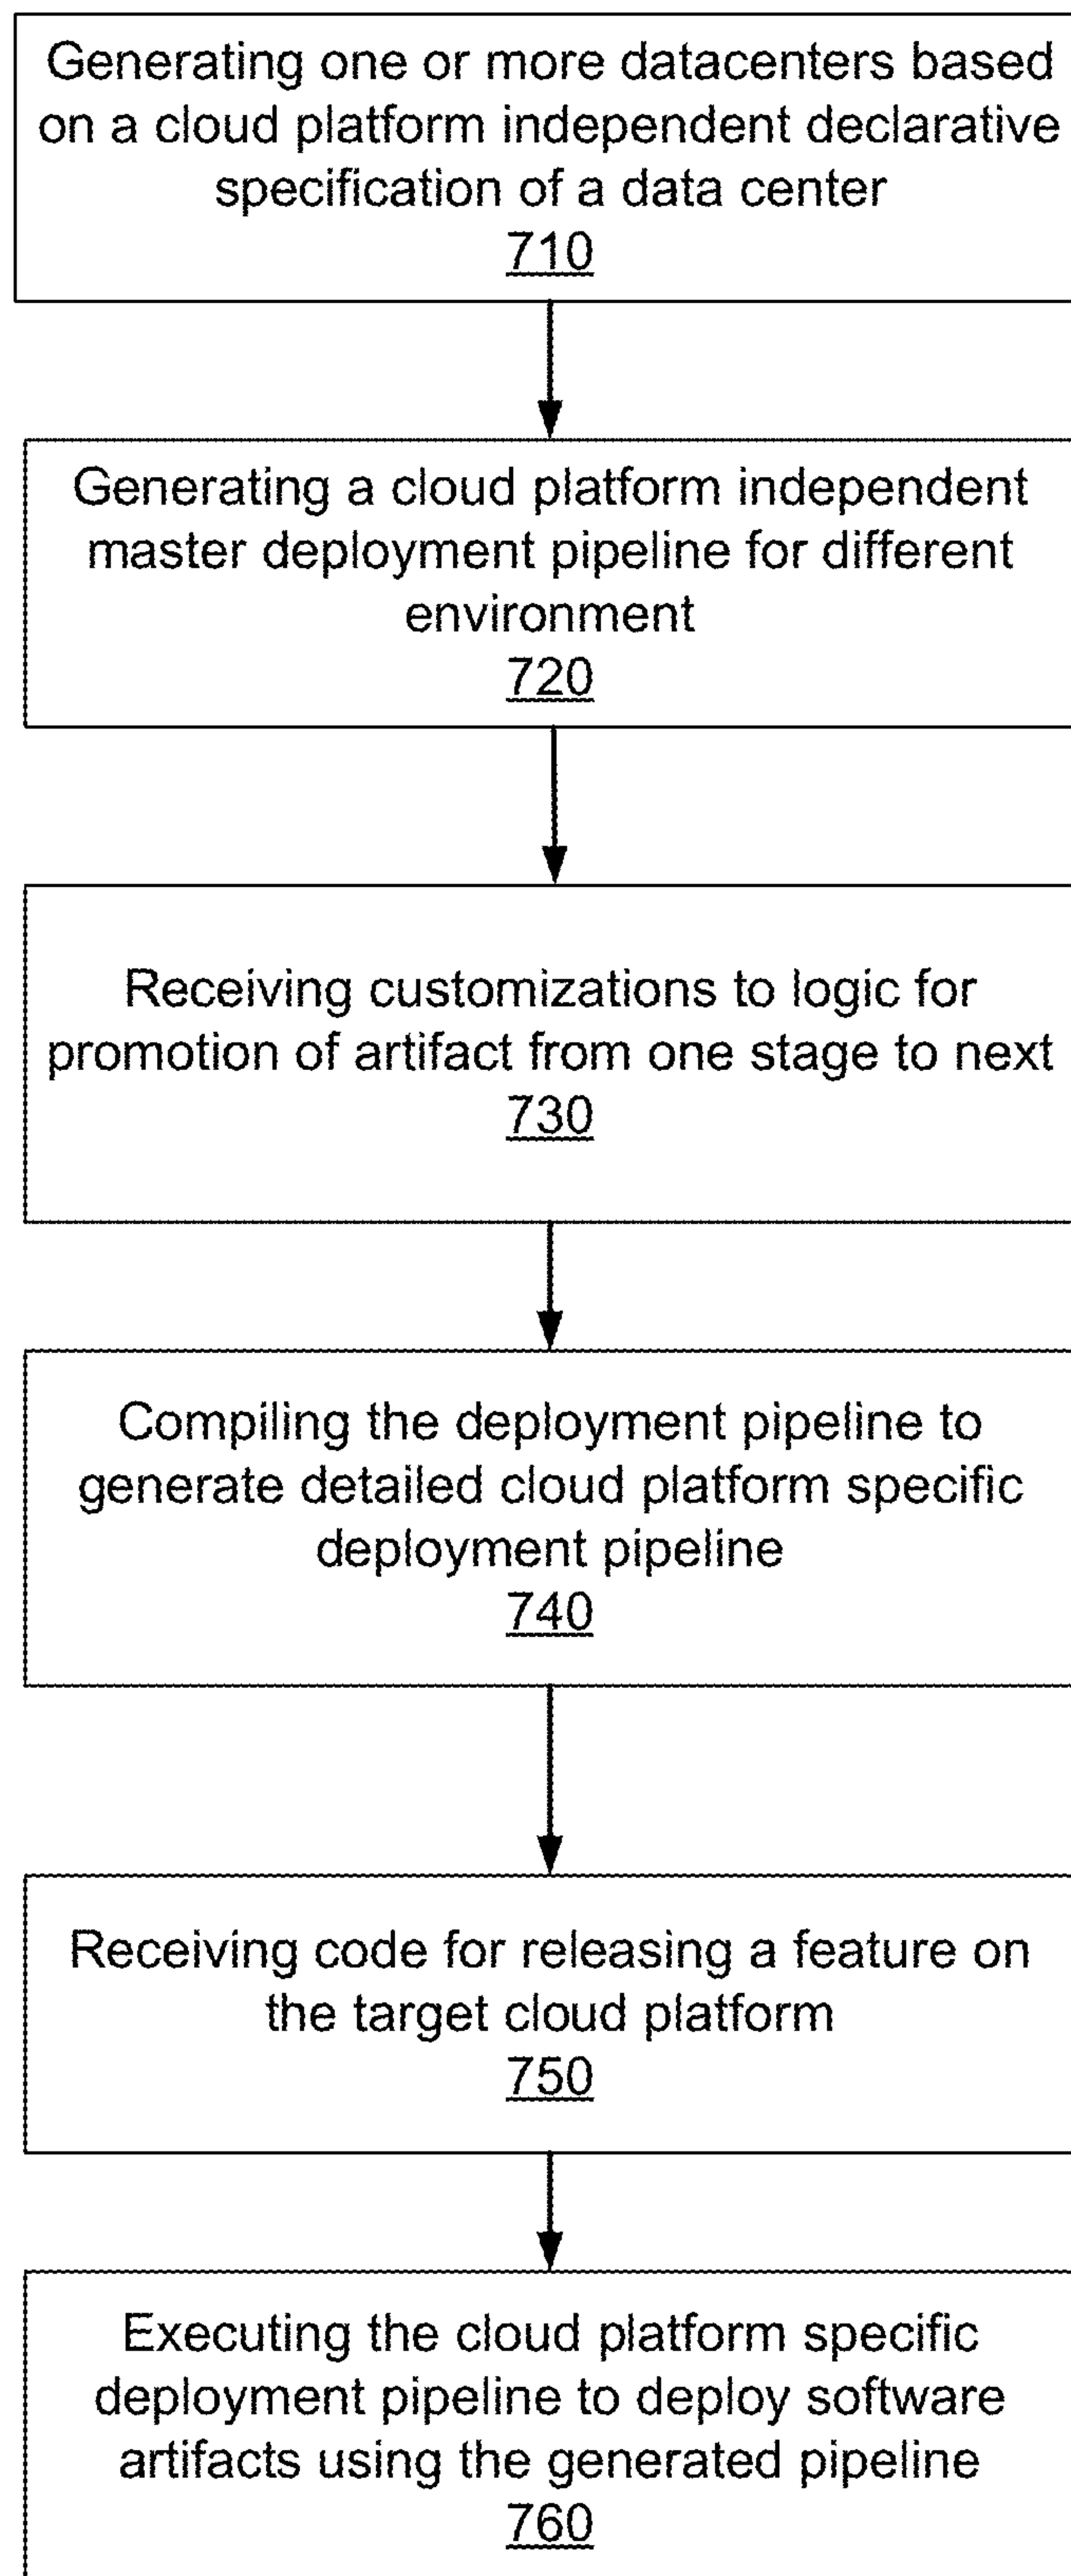 Generating one or more datacenters based
on a cloud platform independent declarative
specification of a data center
710
Generating a cloud platform independent
master deployment pipeline for different
environment
720
Receiving customizations to logic for
promotion of artifact from one stage to next
730
Compiling the deployment pipeline to
generate detailed cloud platform specific
deployment pipeline
740
Receiving code for releasing a feature on
the target cloud platform
750
Executing the cloud platform specific
deployment pipeline to deploy software
artifacts using the generated pipeline
760